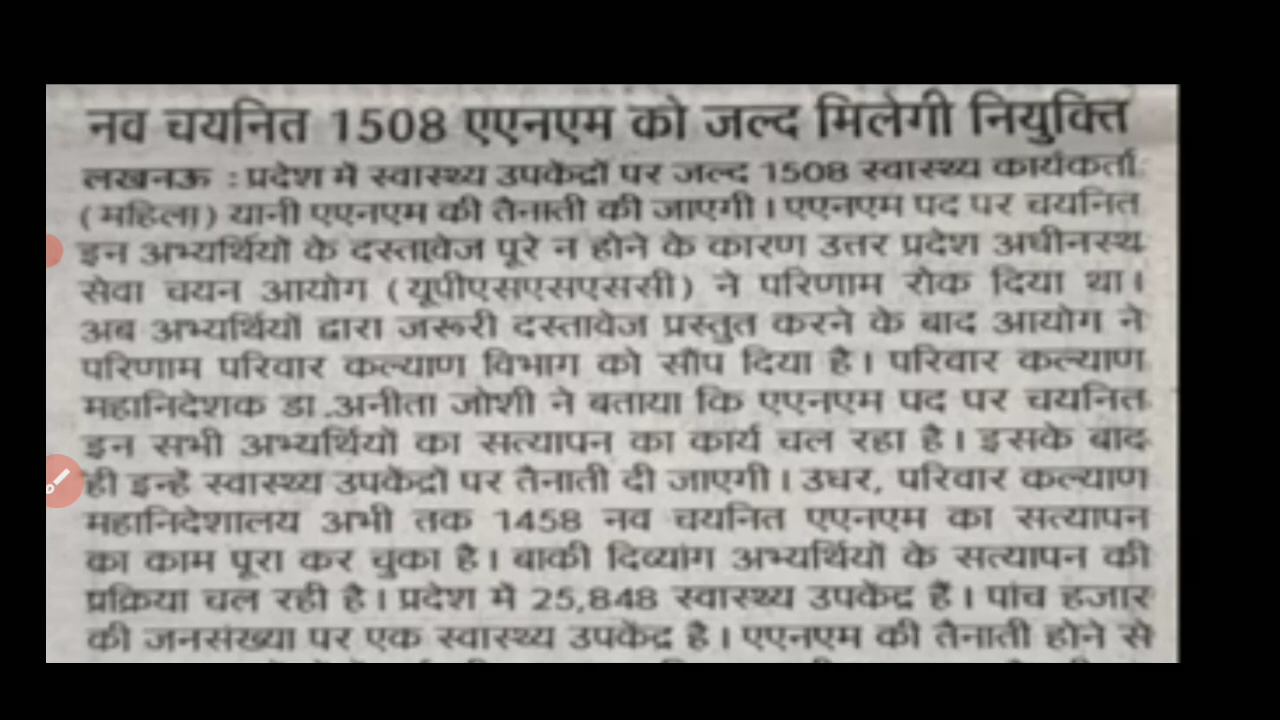 नव चयनित 1508 एएनएम को जल्द मिलेगी नियुक्ति
लखनऊ : प्रदेश में स्वास्थ्य उपकेंद्रों पर जल्द 1508 स्वास्थ्य कार्यकर्ता
(महिला) यानी एएनएम की तैनाती की जाएगी। एएनएम पद पर चयनित
इन अभ्यर्थियों के दस्तावेज पूरे न होने के कारण उत्तर प्रदेश अधीनस्थ
सेवा चयन आयोग (यूपीएसएसएससी) ने परिणाम रोक दिया था।
अब अभ्यर्थियों द्वारा जरूरी दस्तावेज प्रस्तुत करने के बाद आयोग ने
परिणाम परिवार कल्याण विभाग को सौंप दिया है। परिवार कल्याण
महानिदेशक डा .अनीता जोशी ने बताया कि एएनएम पद पर चयनित
इन सभी अभ्यर्थियों का सत्यापन का कार्य चल रहा है। इसके बाद
ही इन्हें स्वास्थ्य उपकेंद्रों पर तैनाती दी जाएगी। उधर, परिवार कल्याण
महानिदेशालय अभी तक 1458 नव चयनित एएनएम का सत्यापन
का काम पूरा कर चुका है। बाकी दिव्यांग अभ्यर्थियों के सत्यापन की
प्रक्रिया चल रही है। प्रदेश में 25,848 स्वास्थ्य उपकेंद्र हैं। पांच हजार
की जनसंख्या पर एक स्वास्थ्य उपकेंद्र है। एएनएम की तैनाती होने से